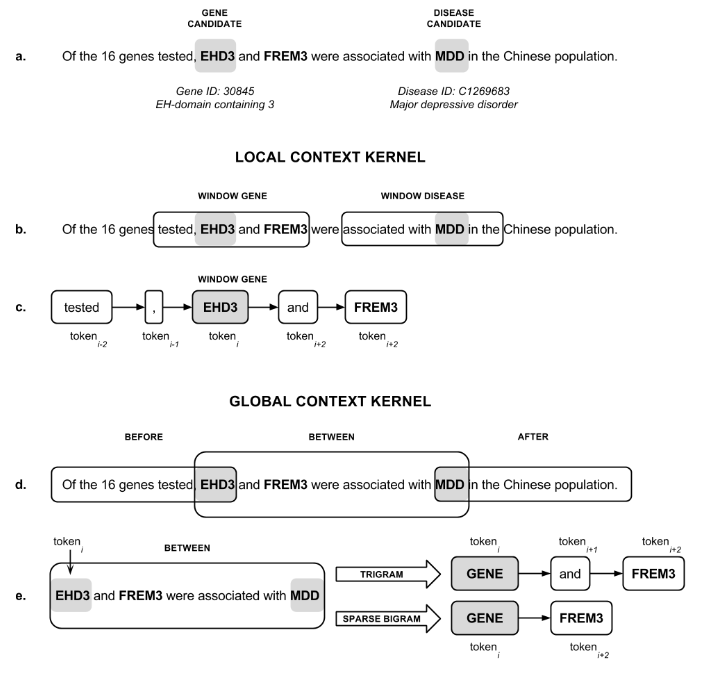 GENE
CANDIDATE
DISEASE
CANDIDATE
a. Of the 16 genes tested, EHD3 and FREM3 were associated with MDD in the Chinese population.
Gene ID: 30845
EH-domain containing 3
Disease ID: C1269683
Major depressive disorder
LOCAL CONTEXT KERNEL
WINDOW GENE WINDOW DISEASE
b. Of the 16 genes tested, EHD3 and FREM3 were associated with MDD in the Chinese population.
WINDOW GENE
c. tested , EHD3 and FREM3
token i-2 token i-1 token i token i+2 token i+2
GLOBAL CONTEXT KERNEL
BEFORE BETWEEN AFTER
d. Of the 16 genes tested EHD3 and FREM3 were associated with MDD in the Chinese population.
token i BETWEEN
e. EHD3 and FREM3 were associated with MDD
token i token i+1 token i+2
TRIGRAM GENE and FREM3
SPARSE BIGRAM GENE FREM3
token i token i+2